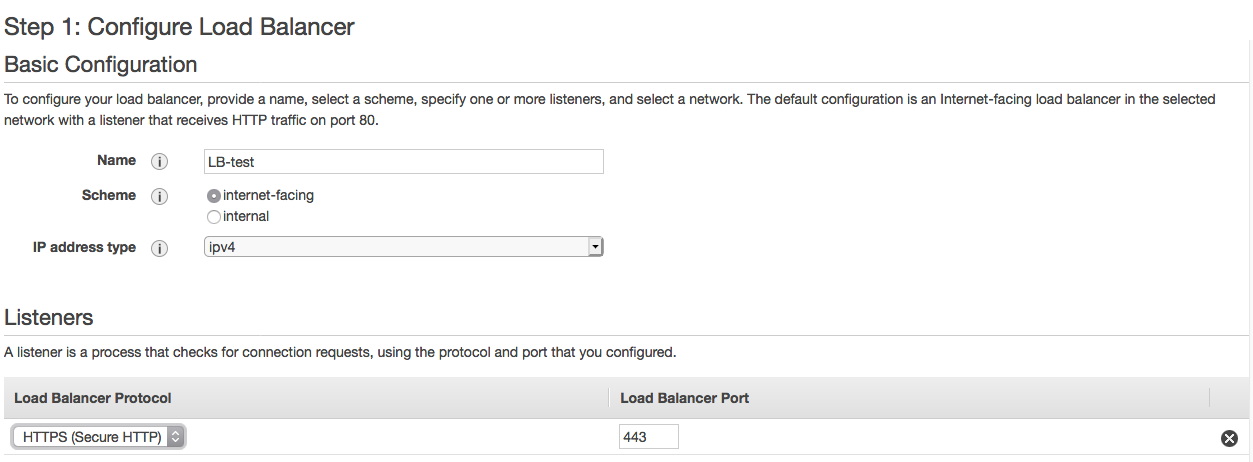 Step 1: Configure Load Balancer
Basic Configuration
To configure your load balancer, provide a name, select a scheme, specify one or more listeners, and select a network. The default configuration is an Internet-facing load balancer in the selected
network with a listener that receives HTTP traffic on port 80.
Name i LB-test
Scheme i internet-facing
internal
IP address type i ipv4
Listeners
A listener is a process that checks for connection requests, using the protocol and port that you configured.
Load Balancer Protocol Load Balancer Port
HTTPS (Secure HTTP) 443